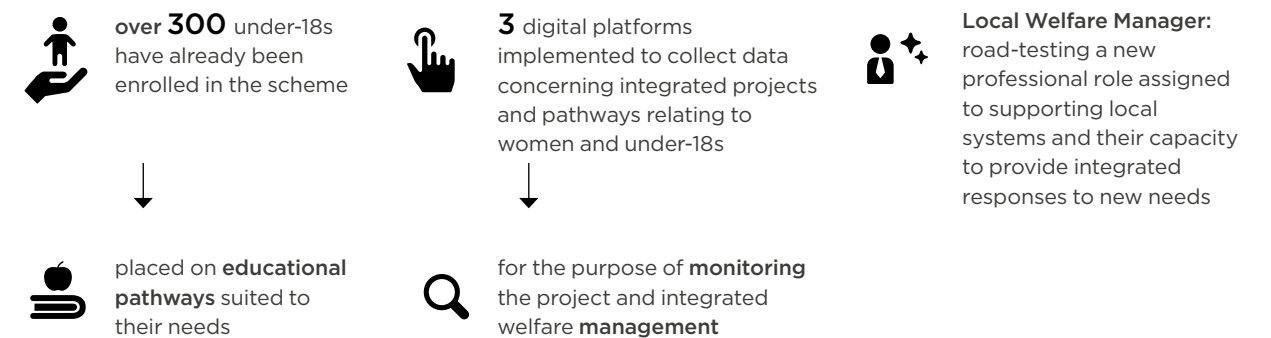 over 300 under-18s
have already been
enrolled in the scheme
placed on educational
pathways suited to
their needs
3 digital platforms
implemented to collect data
concerning integrated projects
and pathways relating to
women and under-18s
for the purpose of monitoring
the project and integrated
welfare management
Local Welfare Manager:
road-testing a new
professional role assigned
to supporting local
systems and their capacity
to provide integrated
responses to new needs